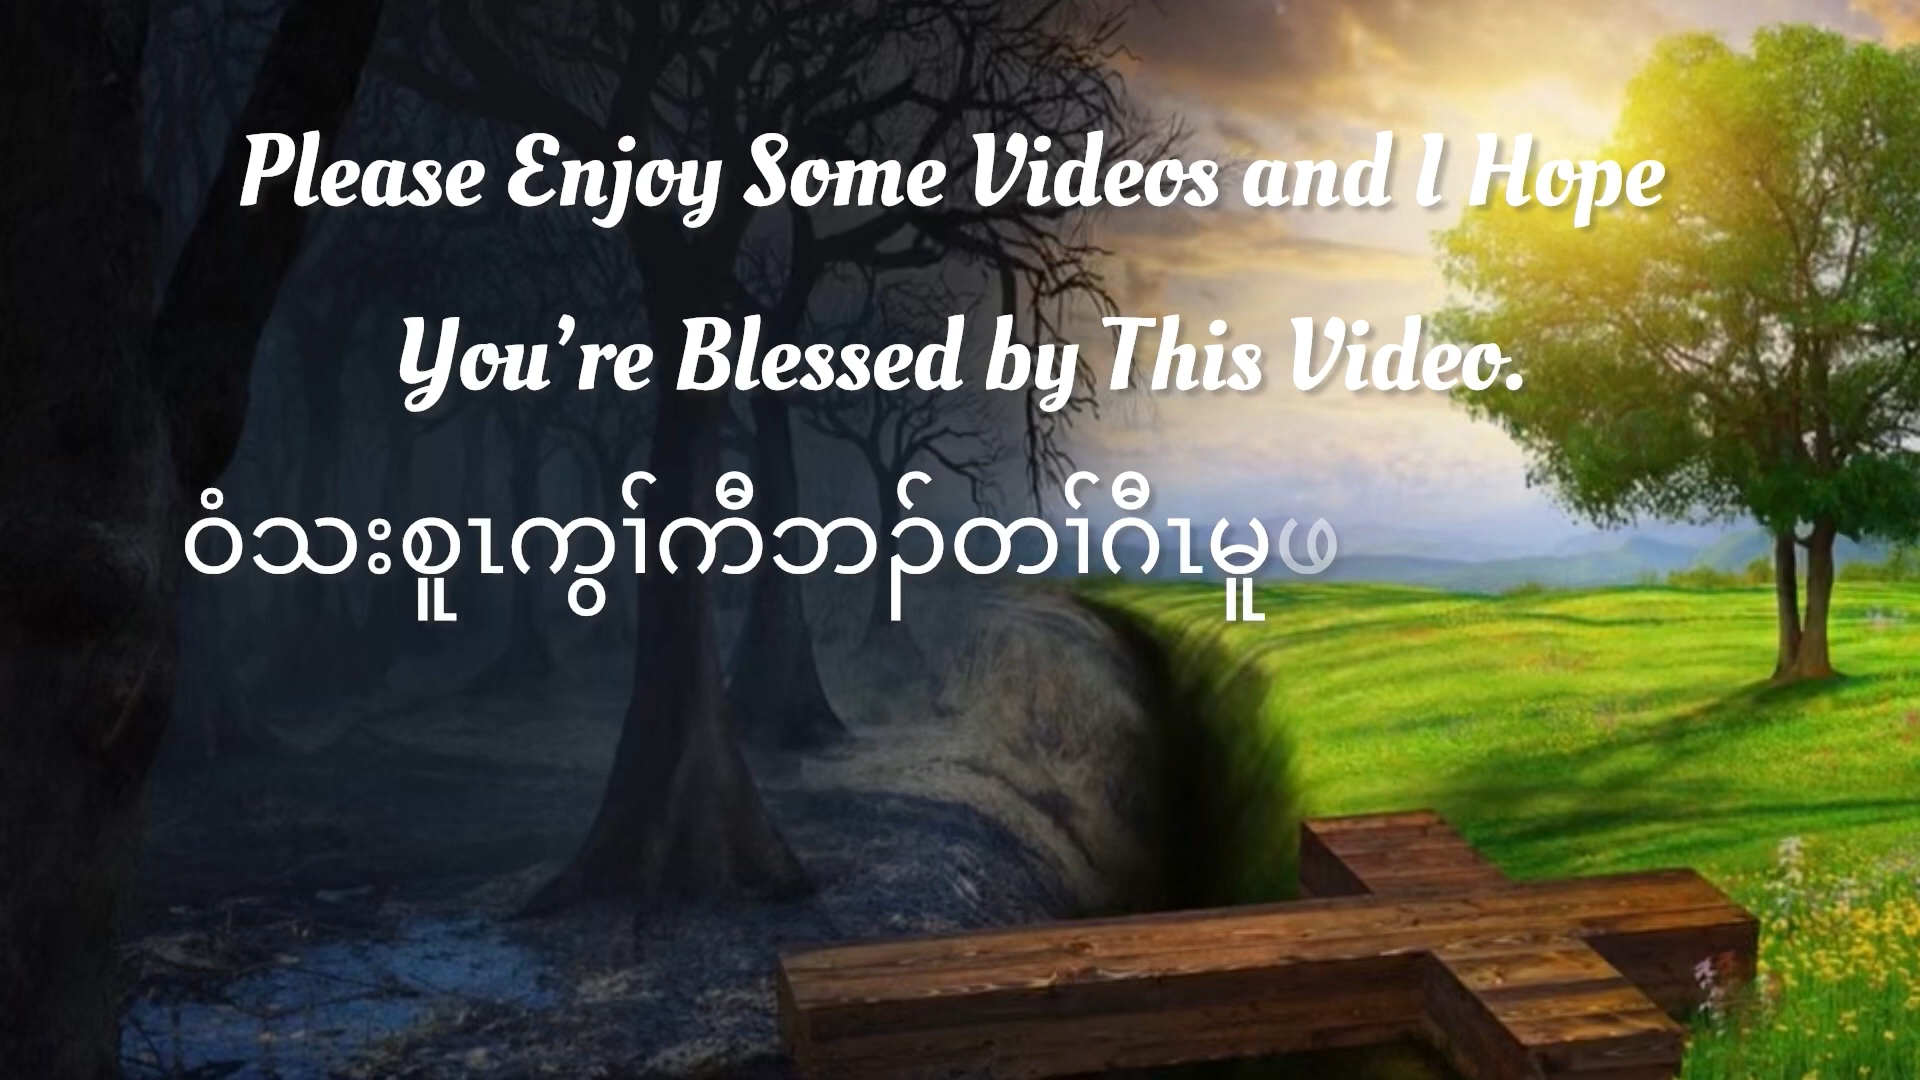 Please Enjoy Some Videos and I Hope
You're Blessed by This Video.
ဝံသးစူၤကွၢ်ကီဘၣ်တၢ်ဂီၤမူဖ